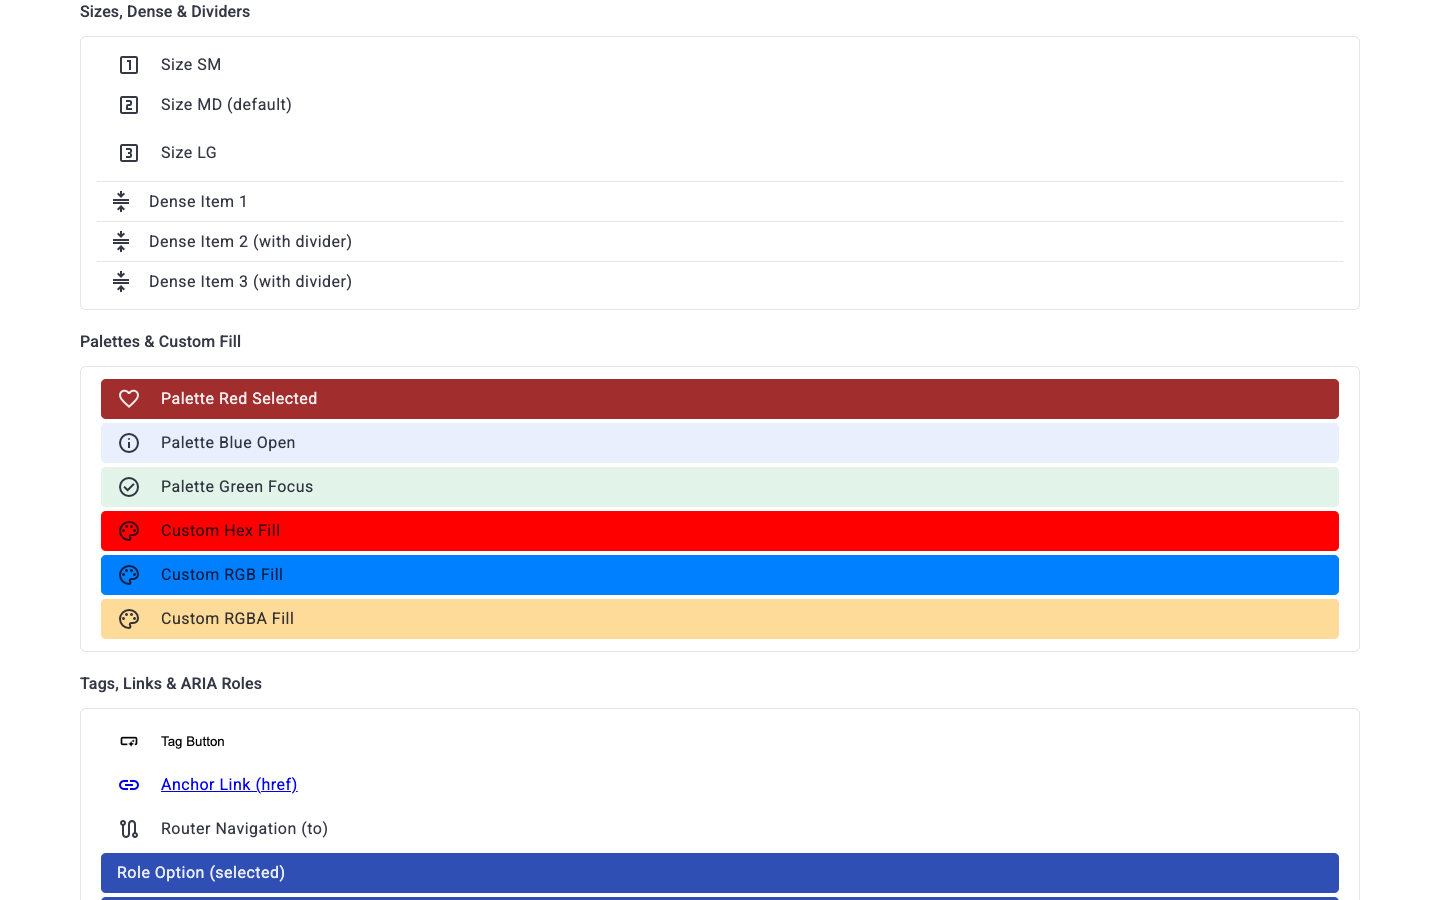 Sizes, Dense & Dividers
1 Size SM
2 Size MD (default)
3 Size LG
Dense Item 1
Dense Item 2 (with divider)
Dense Item 3 (with divider)
Palettes & Custom Fill
Palette Red Selected
Palette Blue Open
Palette Green Focus
Custom Hex Fill
Custom RGB Fill
Custom RGBA Fill
Tags, Links & ARIA Roles
Tag Button
Anchor Link (href)
Router Navigation (to)
Role Option (selected)